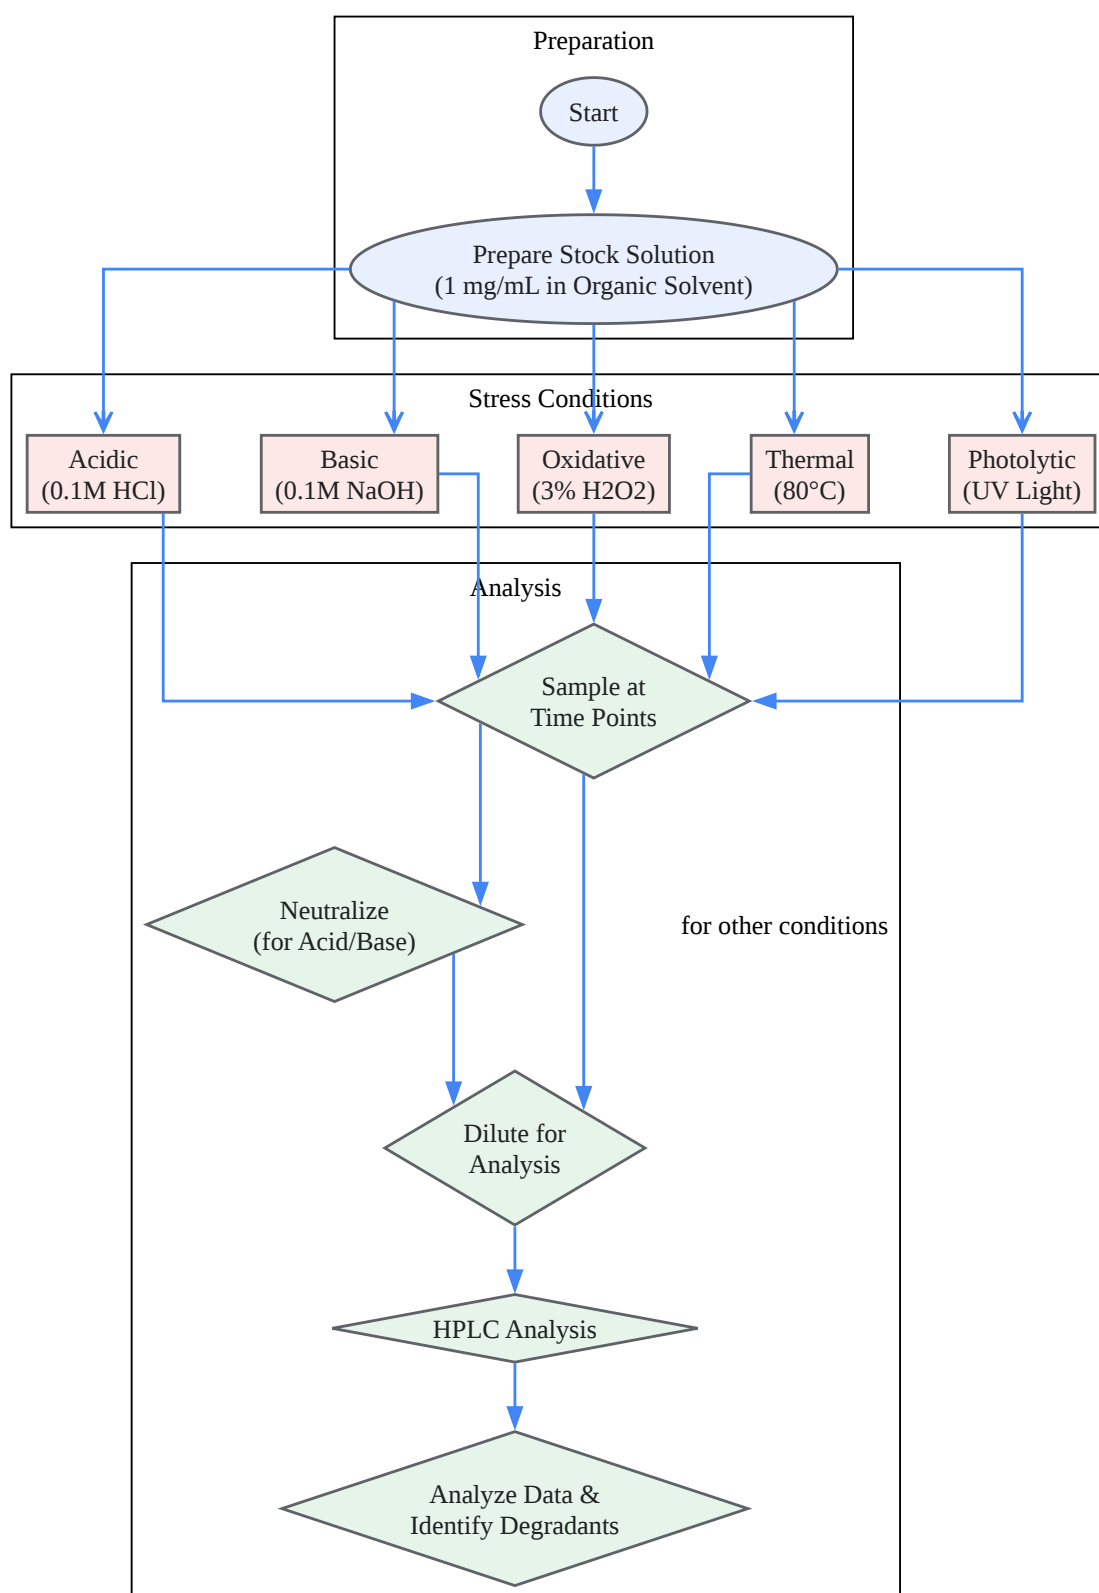 Preparation
Start
Prepare Stock Solution
(1 mg/mL in Organic Solvent)
Stress Conditions
Acidic
(0.1M HCl)
Basic
(0.1M NaOH)
Oxidative
(3% H2O2)
Thermal
(80°C)
Photolytic
(UV Light)
Analysis
Sample at
Time Points
Neutralize
(for Acid/Base)
for other conditions
Dilute for
Analysis
HPLC Analysis
Analyze Data &
Identify Degradants